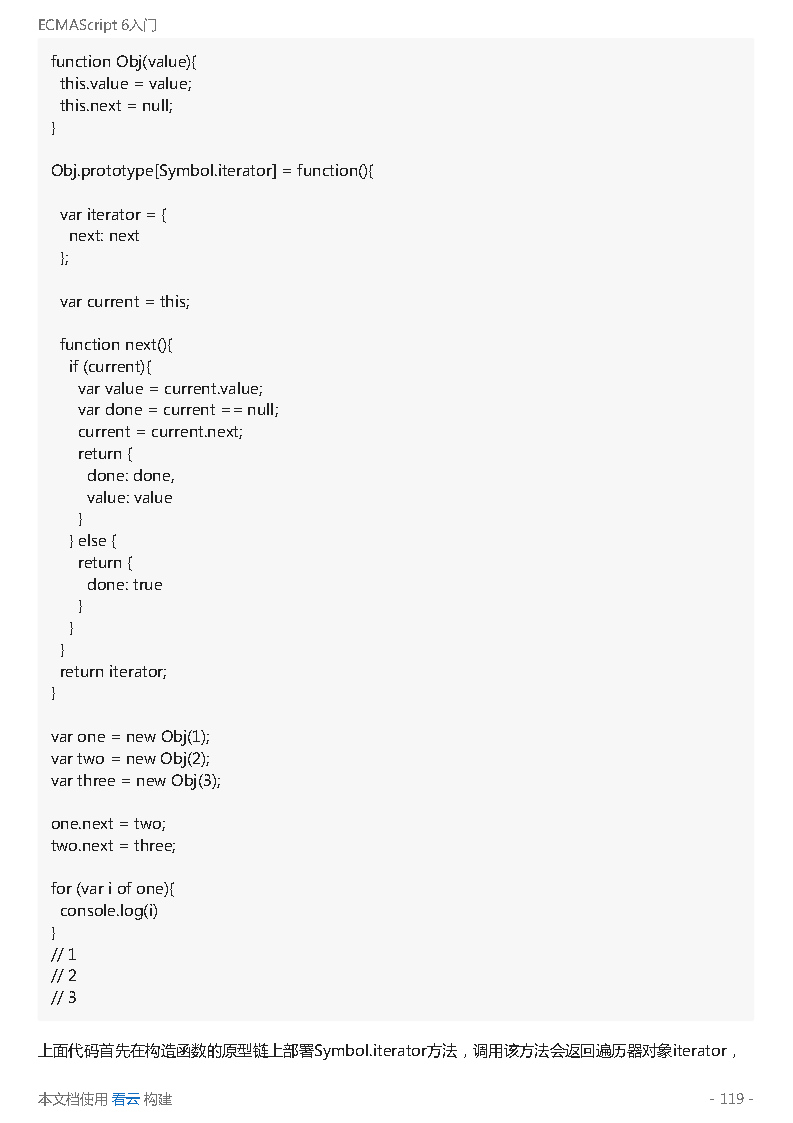 ECMAScript 6入门
function Obj(value){
  this.value = value;
  this.next = null;
}
Obj.prototype[Symbol.iterator] = function(){
  var iterator = {
    next: next
  };
  var current = this;
  function next(){
    if (current){
      var value = current.value;
      var done = current == null;
      current = current.next;
      return {
        done: done,
        value: value
      }
    } else {
      return {
        done: true
      }
    }
  }
  return iterator;
}
var one = new Obj(1);
var two = new Obj(2);
var three = new Obj(3);
one.next = two;
two.next = three;
for (var i of one){
  console.log(i)
}
// 1
// 2
// 3
上面代码首先在构造函数的原型链上部署Symbol.iterator方法，调用该方法会返回遍历器对象iterator，
本文档使用 看云 构建 - 119 -